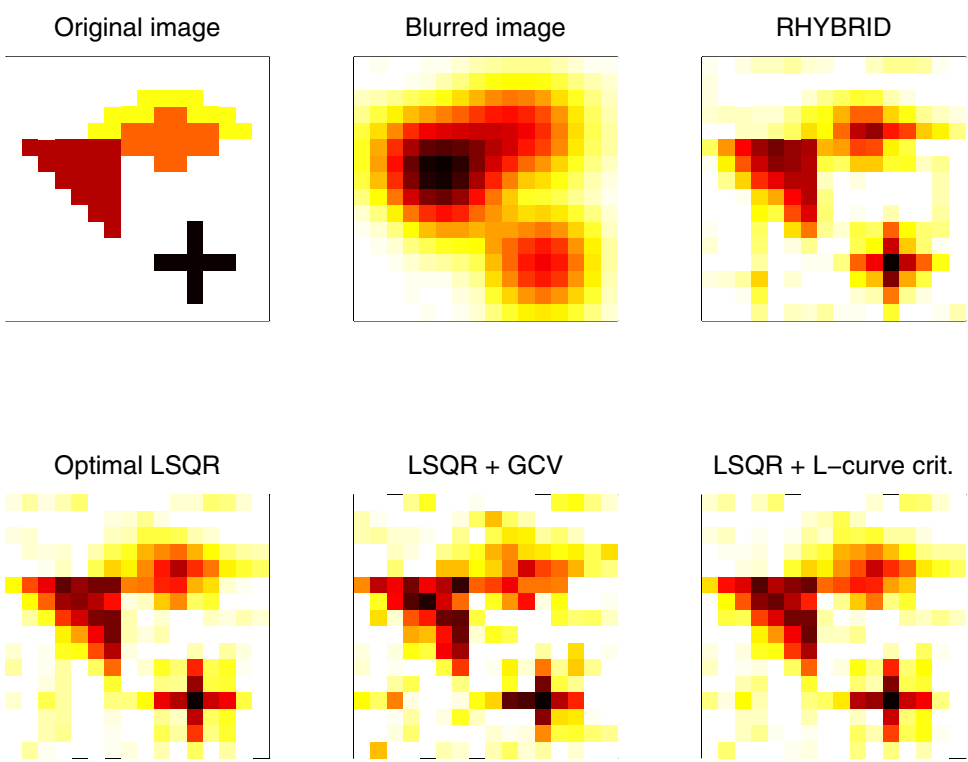 Original image
Blurred image
RHYBRID
Optimal LSQR
LSQR + GCV
LSQR + L−curve crit.